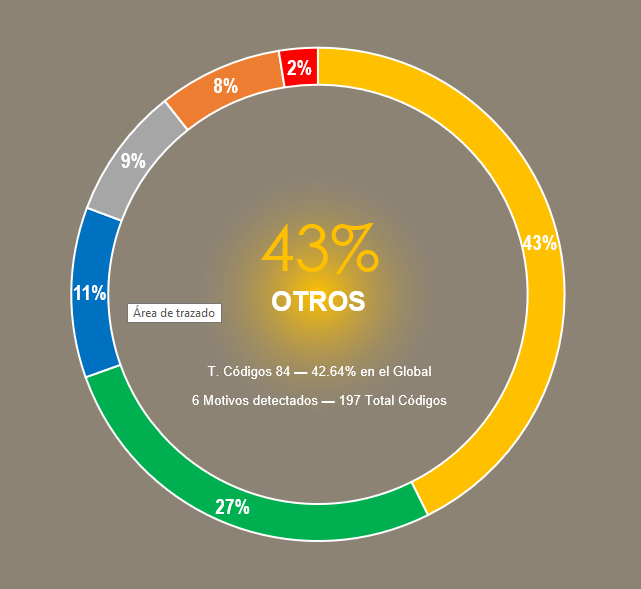 2%
8%
9%
43%
43%
OTROS
11%
Área de trazado
T. Códigos 84 — 42.64% en el Global
6 Motivos detectados — 197 Total Códigos
27%